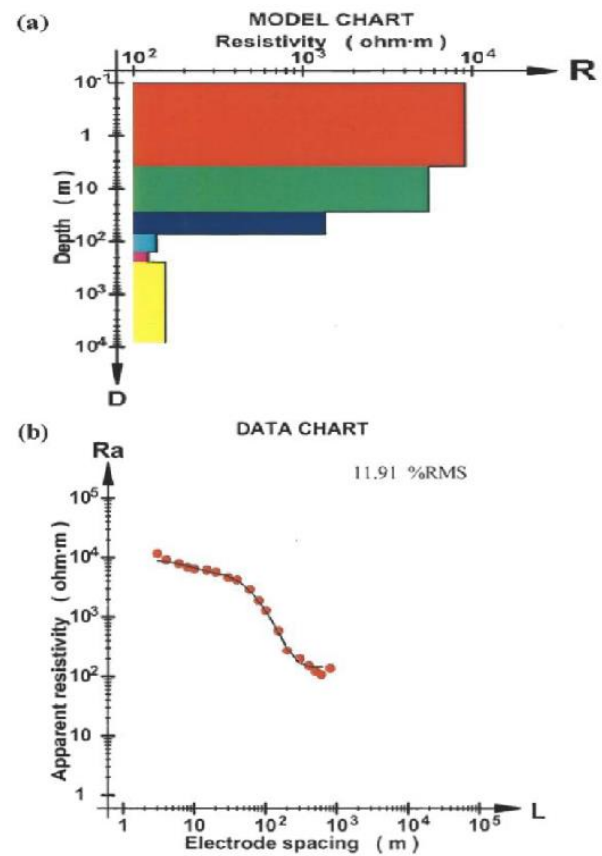 (a)
MODEL CHART
Resistivity ( ohm·m )
10² 10³ 10⁴
R
10⁻¹
1
10
10²
10³
10⁴
Depth ( m )
D
(b)
DATA CHART
Ra
11.91 %RMS
10⁵
10⁴
10³
10²
10
1
Apparent resistivity ( ohm·m )
1 10 10² 10³ 10⁴ 10⁵
L
Electrode spacing ( m )